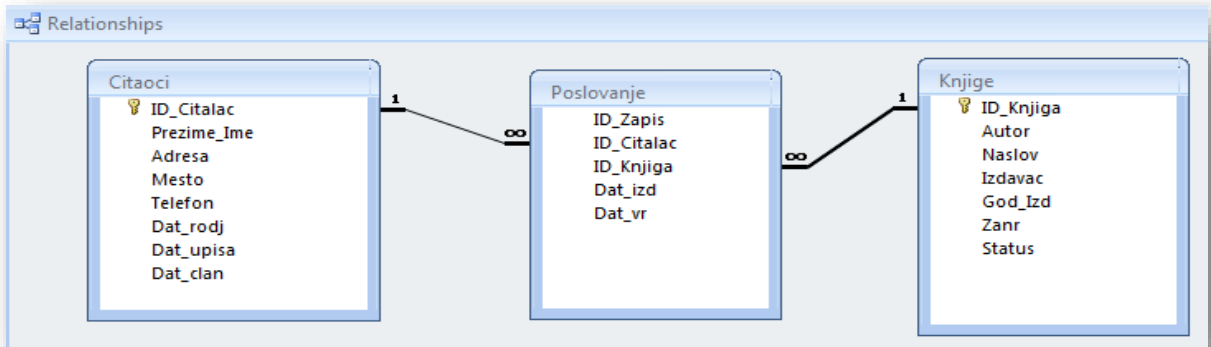 Relationships
Citaoci
ID_Citalac
Prezime_Ime
Adresa
Mesto
Telefon
Dat_rodj
Dat_upisa
Dat_clan
1
∞
Poslovanje
ID_Zapis
ID_Citalac
ID_Knjiga
Dat_izd
Dat_vr
∞
1
Knjige
ID_Knjiga
Autor
Naslov
Izdavac
God_Izd
Zanr
Status